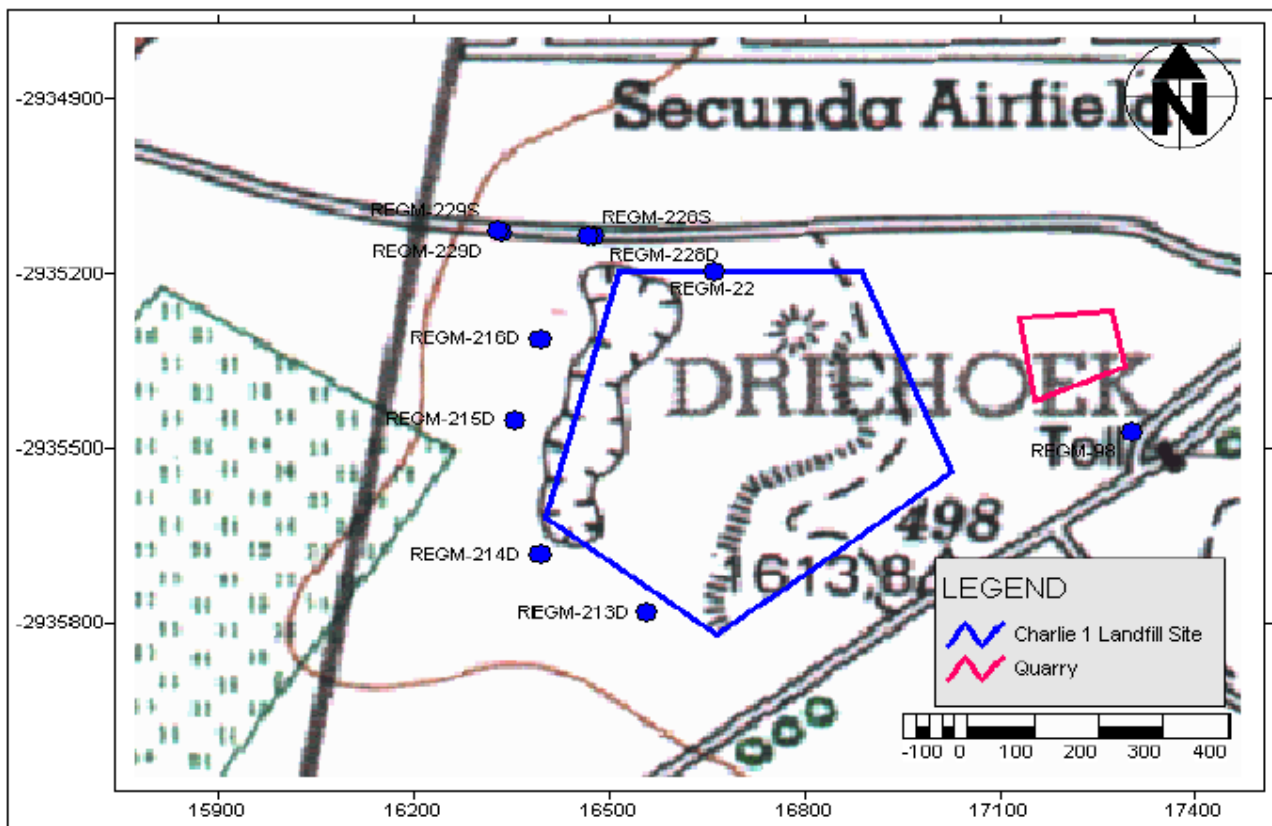 -2934900
-2935200
-2935500
-2935800
Secunda Airfield
N
REGM-229S
REGM-228S
REGM-229D
REGM-228D
REGM-22
REGM-216D
DRIEHOEK
REGM-215D
REGM-98
Toll
498
REGM-214D
REGM-213D
LEGEND
Charlie 1 Landfill Site
Quarry
-100 0 100 200 300 400
15900 16200 16500 16800 17100 17400